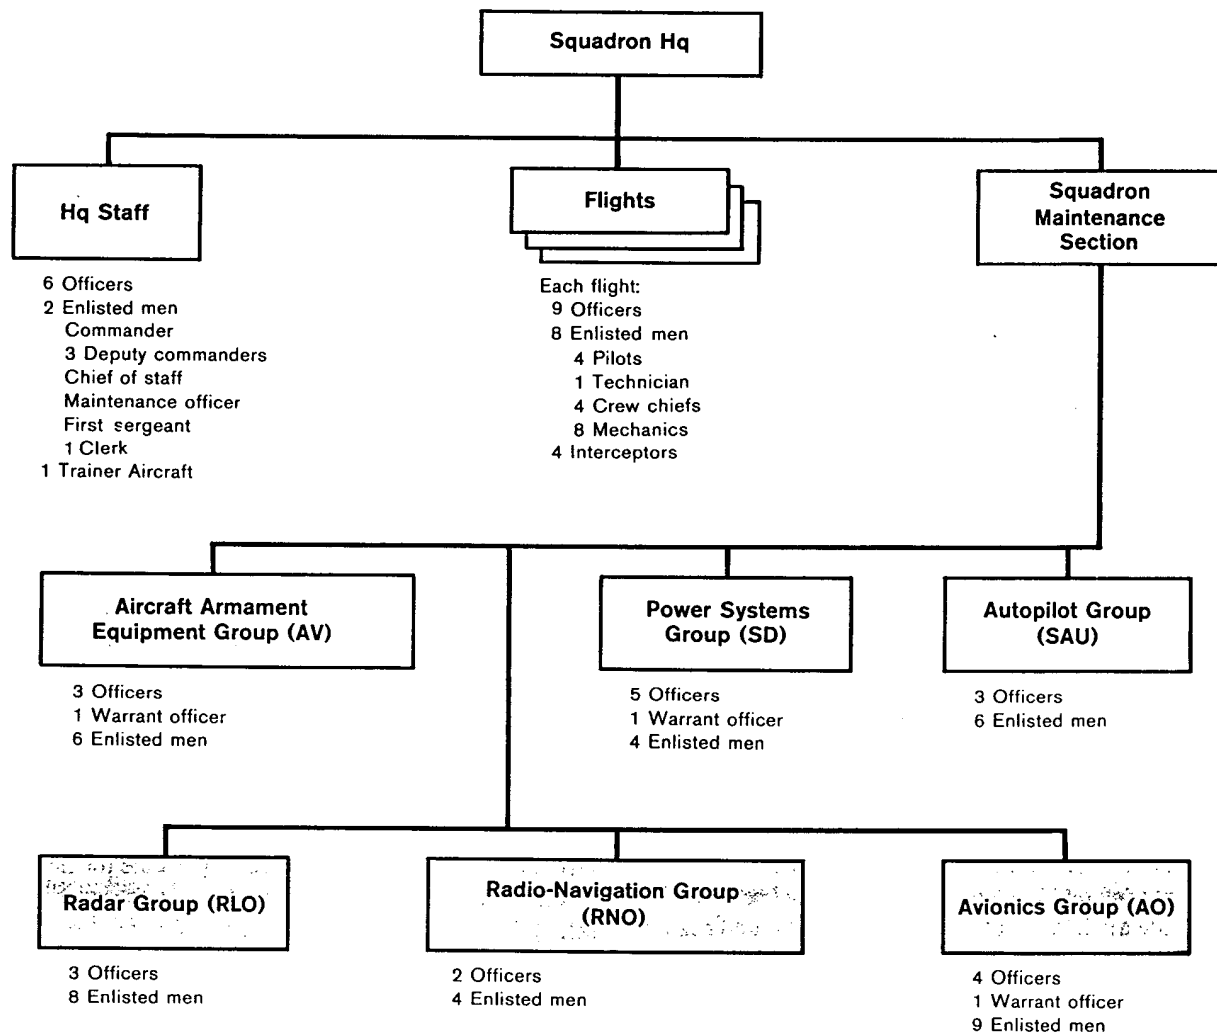 Squadron Hq
Hq Staff
6 Officers
2 Enlisted men
Commander
3 Deputy commanders
Chief of staff
Maintenance officer
First sergeant
1 Clerk
1 Trainer Aircraft
Flights
Each flight:
9 Officers
8 Enlisted men
4 Pilots
1 Technician
4 Crew chiefs
8 Mechanics
4 Interceptors
Squadron
Maintenance
Section
Aircraft Armament
Equipment Group (AV)
3 Officers
1 Warrant officer
6 Enlisted men
Power Systems
Group (SD)
5 Officers
1 Warrant officer
4 Enlisted men
Autopilot Group
(SAU)
3 Officers
6 Enlisted men
Radar Group (RLO)
3 Officers
8 Enlisted men
Radio-Navigation Group
(RNO)
2 Officers
4 Enlisted men
Avionics Group (AO)
4 Officers
1 Warrant officer
9 Enlisted men